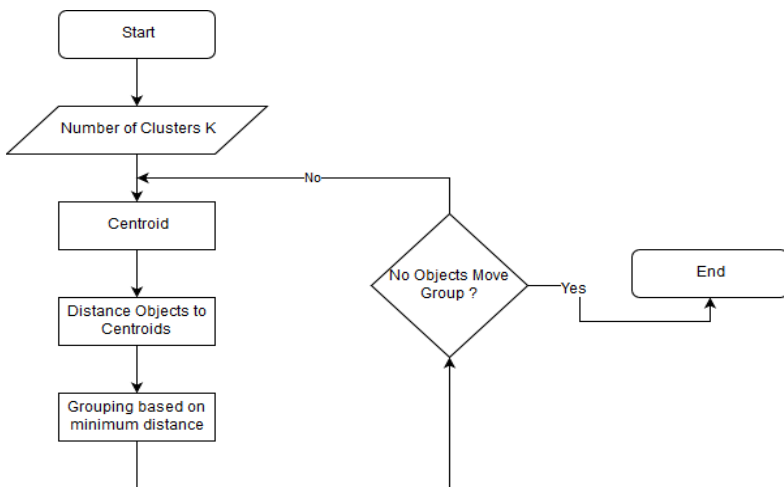 Start
Number of Clusters K
No
Centroid
No Objects Move
Group ?
End
Yes
Distance Objects to
Centroids
Grouping based on
minimum distance